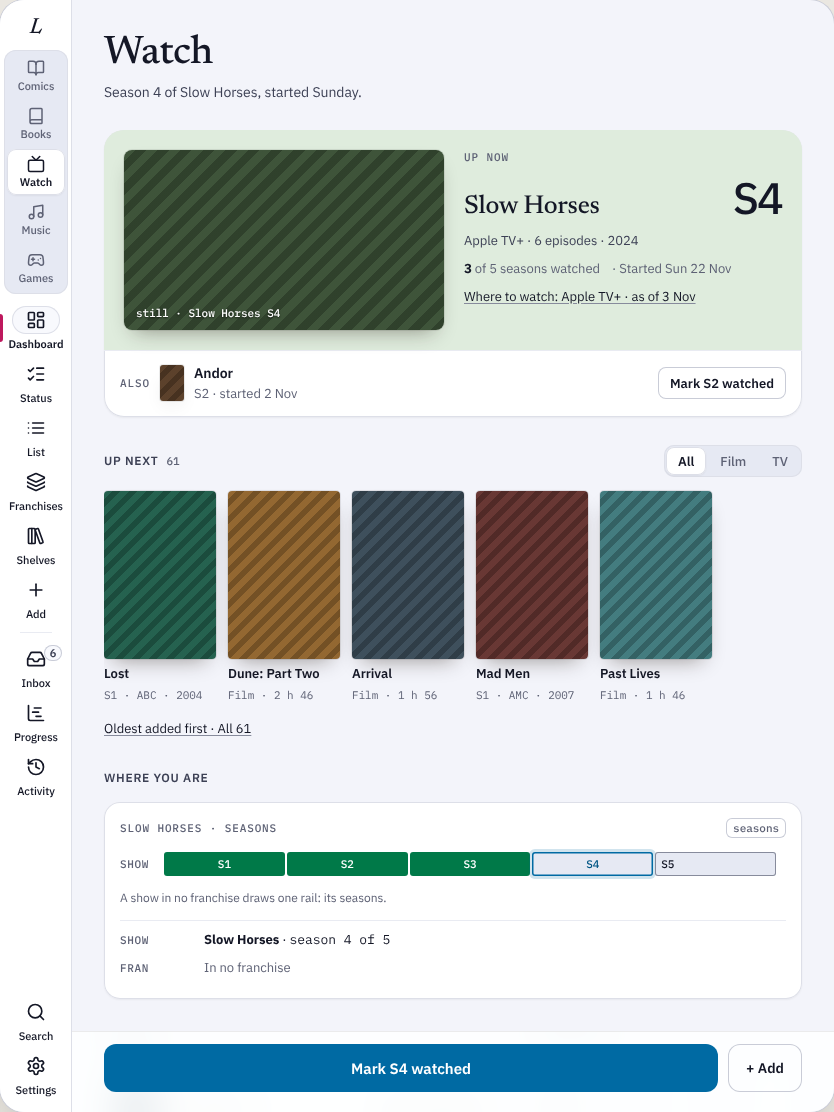 L
Comics
Books
Watch
Music
Games
Dashboard
Status
List
Franchises
Shelves
Add
6
Inbox
Progress
Activity
Search
Settings
Watch
Season 4 of Slow Horses, started Sunday.
still · Slow Horses S4
UP NOW
Slow Horses S4
Apple TV+ · 6 episodes · 2024
3 of 5 seasons watched · Started Sun 22 Nov
Where to watch: Apple TV+ · as of 3 Nov
ALSO
Andor
S2 · started 2 Nov
Mark S2 watched
UP NEXT 61
All Film TV
Lost
S1 · ABC · 2004
Dune: Part Two
Film · 2 h 46
Arrival
Film · 1 h 56
Mad Men
S1 · AMC · 2007
Past Lives
Film · 1 h 46
Oldest added first · All 61
WHERE YOU ARE
SLOW HORSES · SEASONS seasons
SHOW S1 S2 S3 S4 S5
A show in no franchise draws one rail: its seasons.
SHOW Slow Horses · season 4 of 5
FRAN In no franchise
Mark S4 watched
+ Add